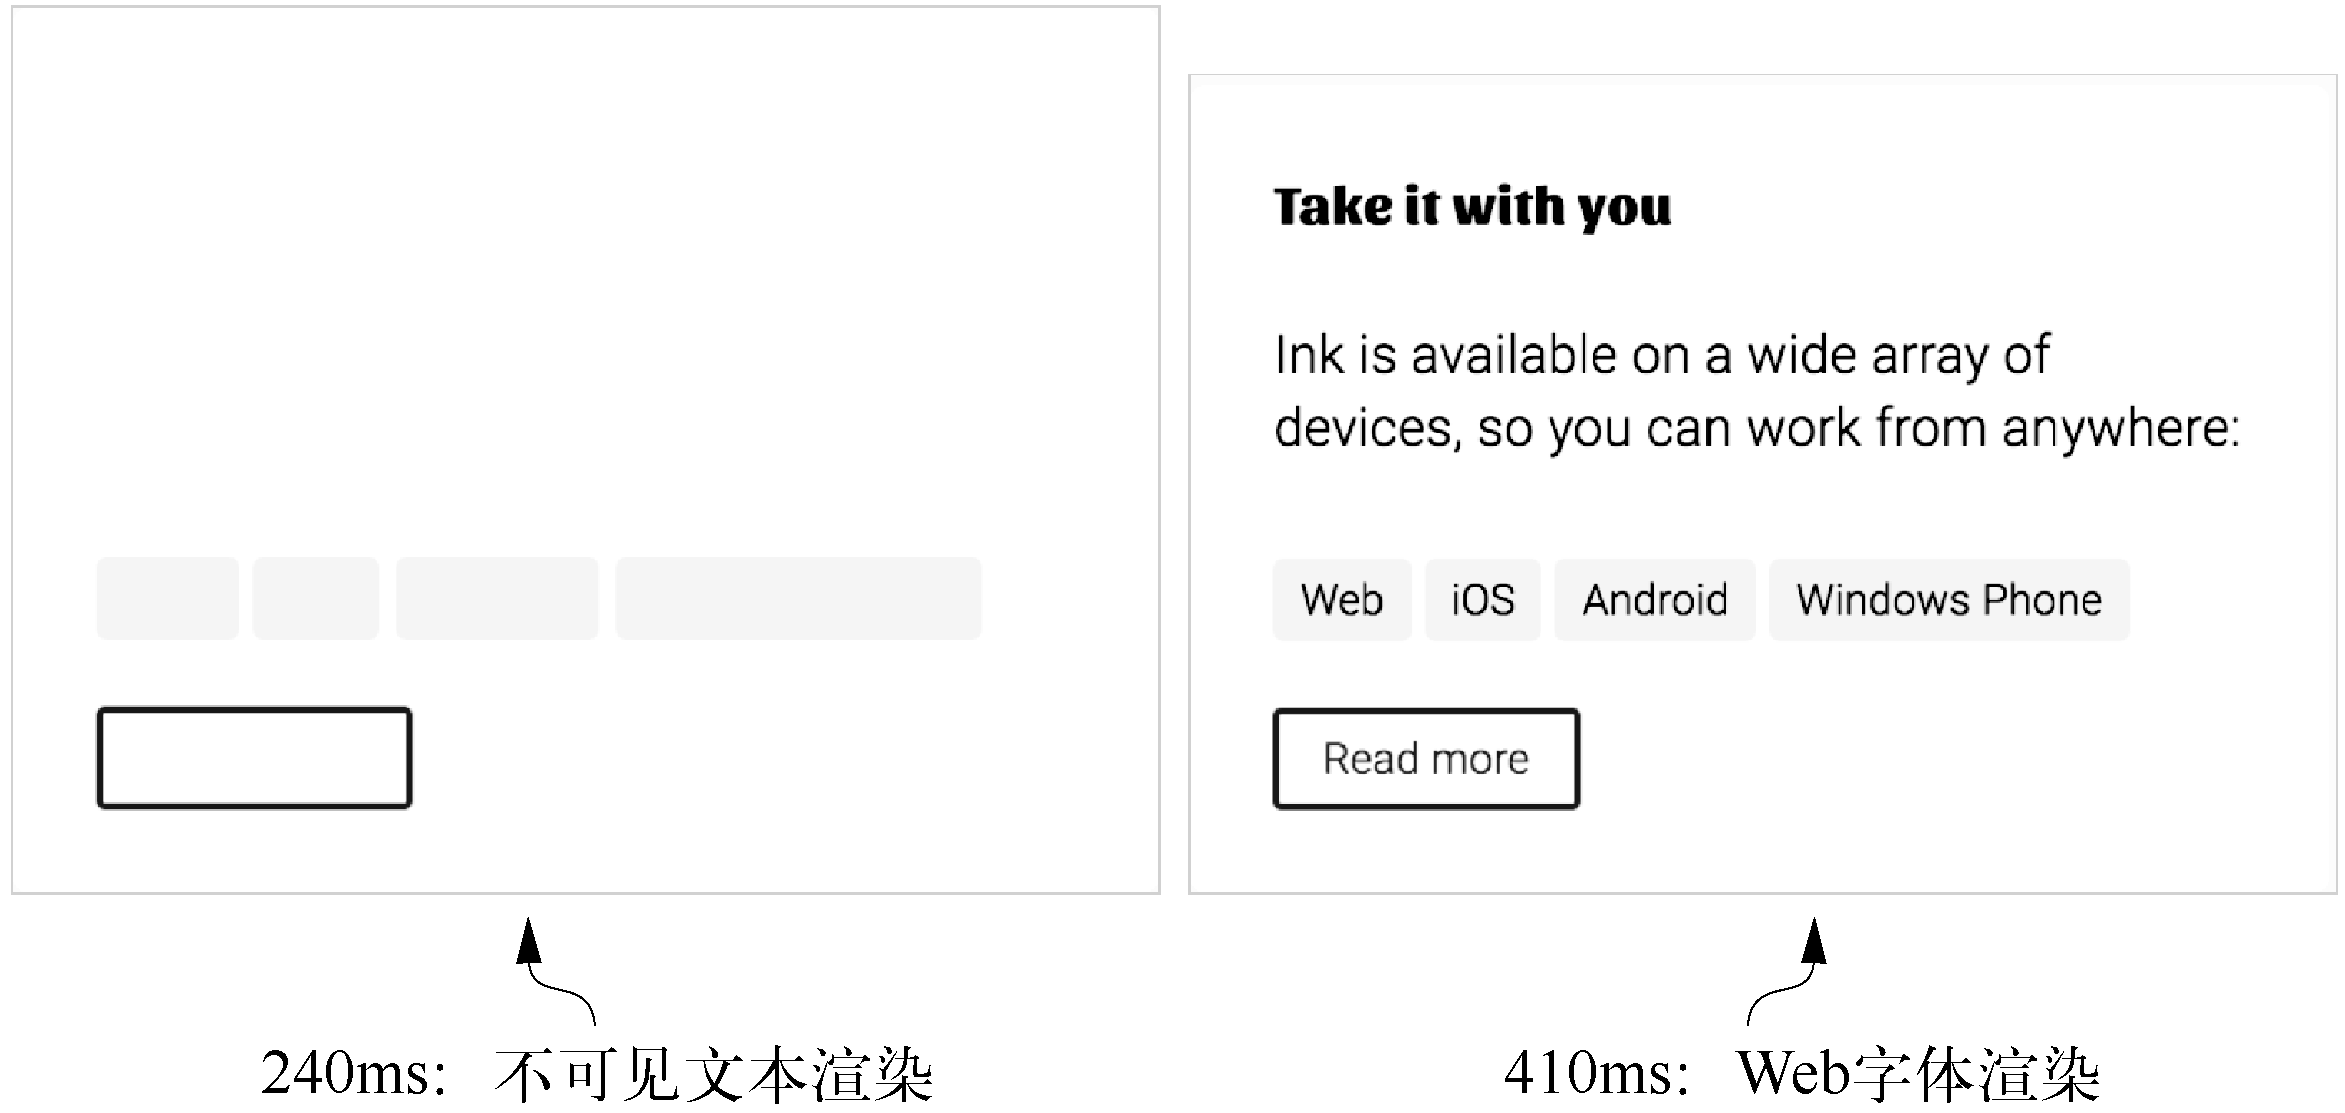 Take it with you
Ink is available on a wide array of
devices, so you can work from anywhere:
Web iOS Android Windows Phone
Read more
240ms: 不可见文本渲染
410ms: Web字体渲染